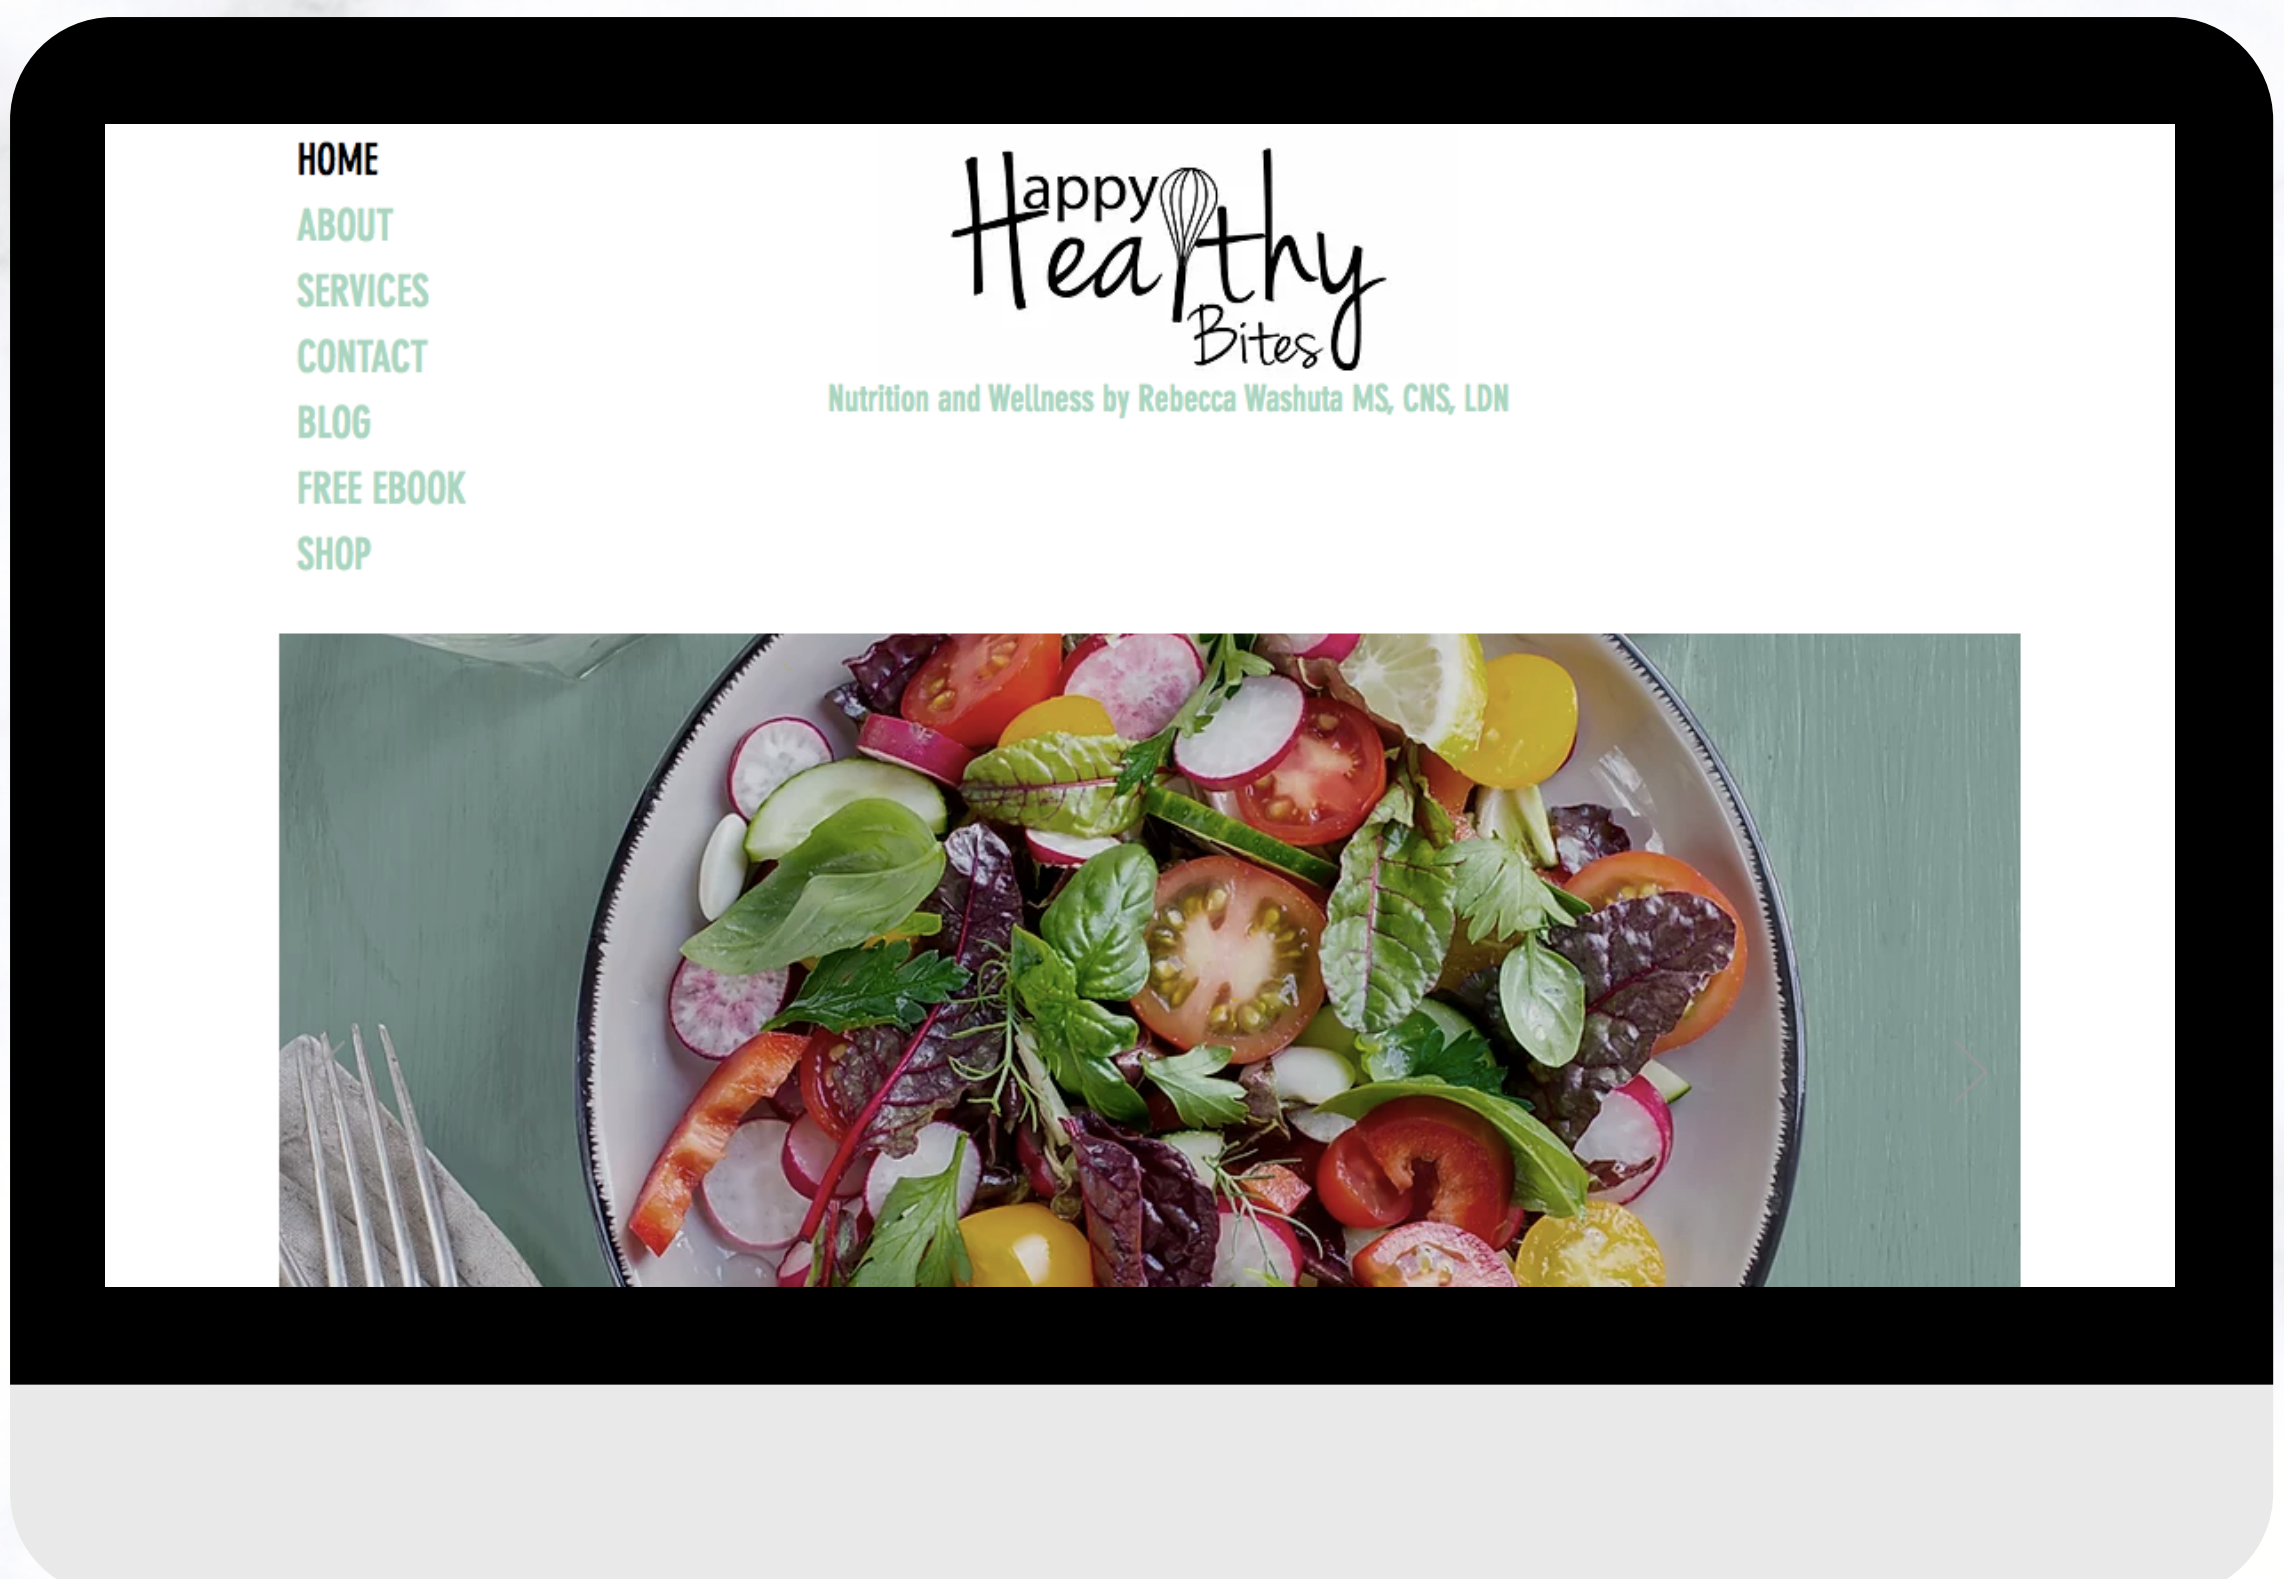 HOME
ABOUT
SERVICES
CONTACT
BLOG
FREE EBOOK
SHOP
Happy
Healthy
Bites
Nutrition and Wellness by Rebecca Washuta MS, CNS, LDN